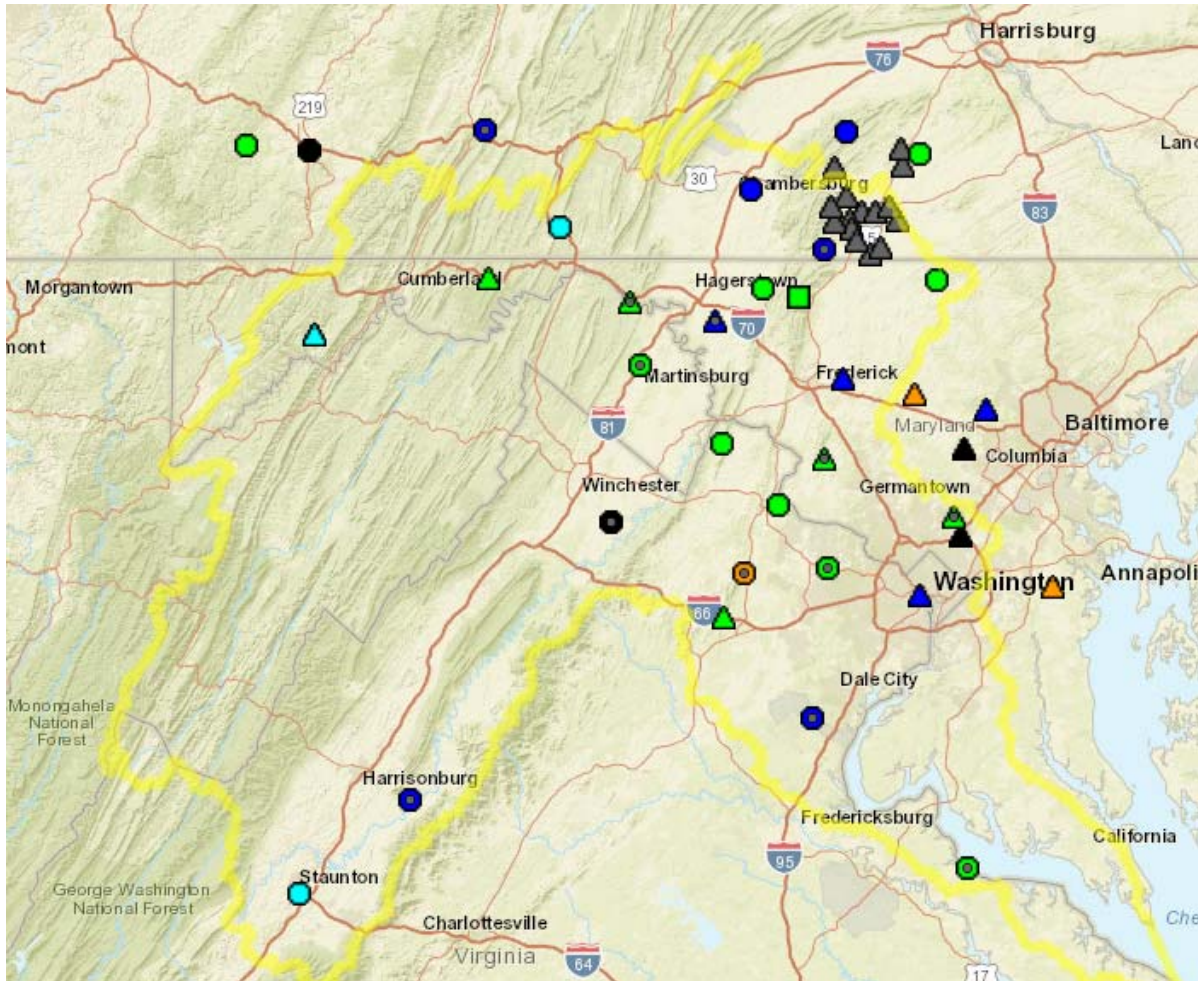 Harrisburg
76
219
Lanc
30
ambersburg
83
5
Morgantown
Cumberland
Hagerstown
70
mont
Martinsburg
Frederick
Maryland
Baltimore
81
Columbia
Winchester
Germantown
Washington
Annapoli
66
Dale City
Monongahela
National
Forest
Harrisonburg
Fredericksburg
California
95
George Washington
National Forest
Staunton
Charlottesville
Che
Virginia
64
17